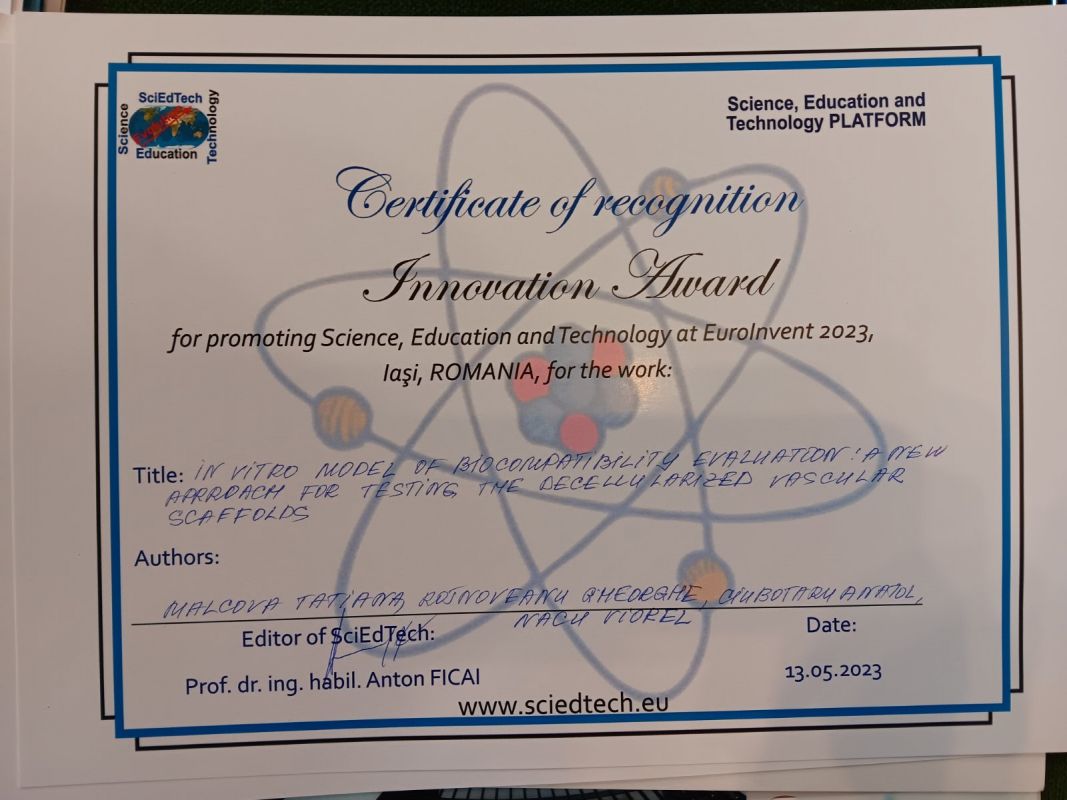 SciEdTech
Science
Technology
Education
Science, Education and
Technology PLATFORM
Certificate of recognition
Innovation Award
for promoting Science, Education and Technology at EuroInvent 2023,
Iaşi, ROMANIA, for the work:
Title: IN VITRO MODEL OF BIOCOMPATIBILITY EVALUATION: A NEW
APRROACH FOR TESTING THE DECELLULARIZED VASCULAR
SCAFFOLDS
Authors:
MALCOVA TATIANA, ROJNOVEANU GHEORGHE, CIUBOTARU ANATOL,
NACU VIOREL
Editor of SciEdTech:
Date:
Prof. dr. ing. habil. Anton FICAI
13.05.2023
www.sciedtech.eu